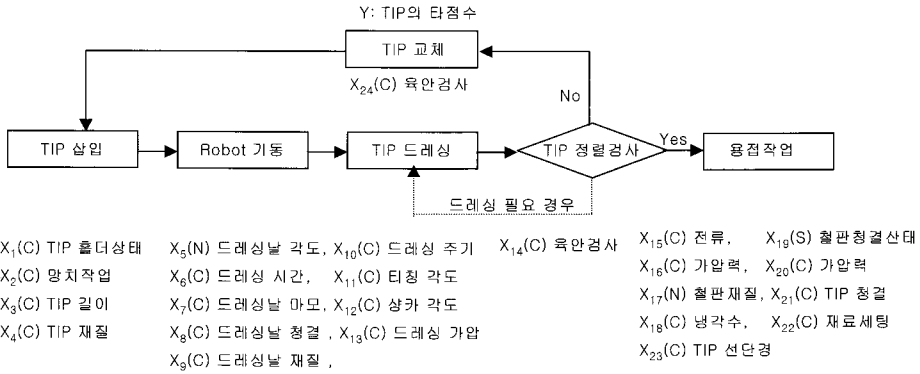 Y: TIP의 타점수
TIP 교체
X24(C) 육안검사
No
TIP 삽입
Robot 기동
TIP 드레싱
TIP 정렬검사
Yes
용접작업
드레싱 필요 경우
X1(C) TIP 홀더상태
X2(C) 망치작업
X3(C) TIP 길이
X4(C) TIP 재질
X5(N) 드레싱날 각도, X10(C) 드레싱 주기
X6(C) 드레싱 시간, X11(C) 티칭 각도
X7(C) 드레싱날 마모, X12(C) 샹카 각도
X8(C) 드레싱날 청결 , X13(C) 드레싱 가압
X9(C) 드레싱날 재질 ,
X14(C) 육안검사
X15(C) 전류, X19(S) 철판청결산태
X16(C) 가압력, X20(C) 가압력
X17(N) 철판재질, X21(C) TIP 청결
X18(C) 냉각수, X22(C) 재료세팅
X23(C) TIP 선단경